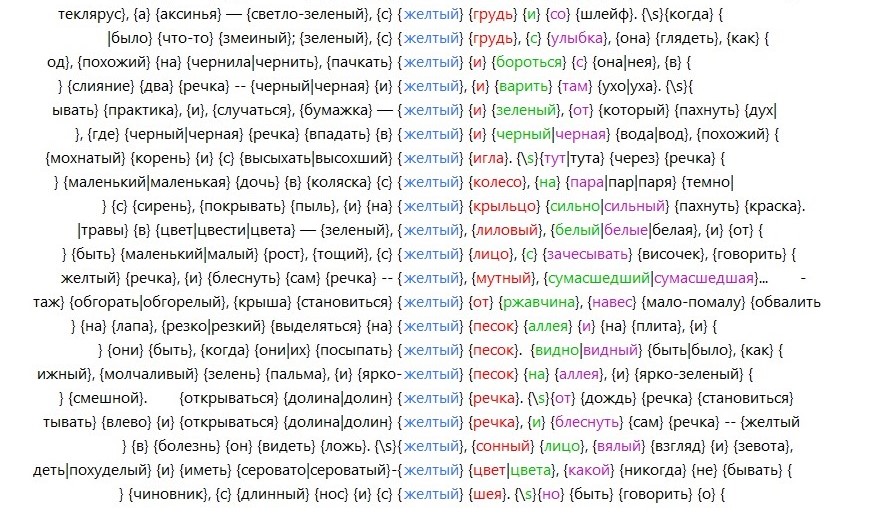 теклярус}, {а} {аксинья} — {светло-зеленый}, {с} {желтый} {грудь} {и} {со} {шлейф}. {\s}{когда} {
|было} {что-то} {змеиный}; {зеленый}, {с} {желтый} {грудь}, {с} {улыбка}, {она} {глядеть}, {как} {
од}, {похожий} {на} {чернила|чернить}, {пачкать} {желтый} {и} {бороться} {с} {она|нея}, {в} {
} {слияние} {два} {речка} -- {черный|черная} {и} {желтый}, {и} {варить} {там} {ухо|уха}. {\s}{
ывать} {практика}, {и}, {случаться}, {бумажка} — {желтый} {и} {зеленый}, {от} {который} {пахнуть} {дух|
}, {где} {черный|черная} {речка} {впадать} {в} {желтый} {и} {черный|черная} {вода|вод}, {похожий} {
{мохнатый} {корень} {и} {с} {высыхать|высохший} {желтый} {игла}. {\s}{тут|тута} {через} {речка} {
} {маленький|маленькая} {дочь} {в} {коляска} {с} {желтый} {колесо}, {на} {пара|пар|паря} {темно|
} {с} {сирень}, {покрывать} {пыль}, {и} {на} {желтый} {крыльцо} {сильно|сильный} {пахнуть} {краска}.
|травы} {в} {цвет|цвести|цвета} — {зеленый}, {желтый}, {лиловый}, {белый|белые|белая}, {и} {от} {
} {быть} {маленький|малый} {рост}, {тощий}, {с} {желтый} {лицо}, {с} {зачесывать} {височек}, {говорить} {
желтый} {речка}, {и} {блеснуть} {сам} {речка} -- {желтый}, {мутный}, {сумасшедший|сумасшедшая}... -
таж} {обгорать|обгорелый}, {крыша} {становиться} {желтый} {от} {ржавчина}, {навес} {мало-помалу} {обвалить
} {на} {лапа}, {резко|резкий} {выделяться} {на} {желтый} {песок} {аллея} {и} {на} {плита}, {и} {
} {они} {быть}, {когда} {они|их} {посыпать} {желтый} {песок}. {видно|видный} {быть|было}, {как} {
ижный}, {молчаливый} {зелень} {пальма}, {и} {ярко-желтый} {песок} {на} {аллея}, {и} {ярко-зеленый} {
} {смешной}. {открываться} {долина|долин} {желтый} {речка}. {\s}{от} {дождь} {речка} {становиться}
тывать} {влево} {и} {открываться} {долина|долин} {желтый} {речка}, {и} {блеснуть} {сам} {речка} -- {желтый
} {в} {болезнь} {он} {видеть} {ложь}. {\s}{желтый}, {сонный} {лицо}, {вялый} {взгляд} {и} {зевота},
деть|похуделый} {и} {иметь} {серовато|сероватый}-{желтый} {цвет|цвета}, {какой} {никогда} {не} {бывать} {
} {чиновник}, {с} {длинный} {нос} {и} {с} {желтый} {шея}. {\s}{но} {быть} {говорить} {о} {